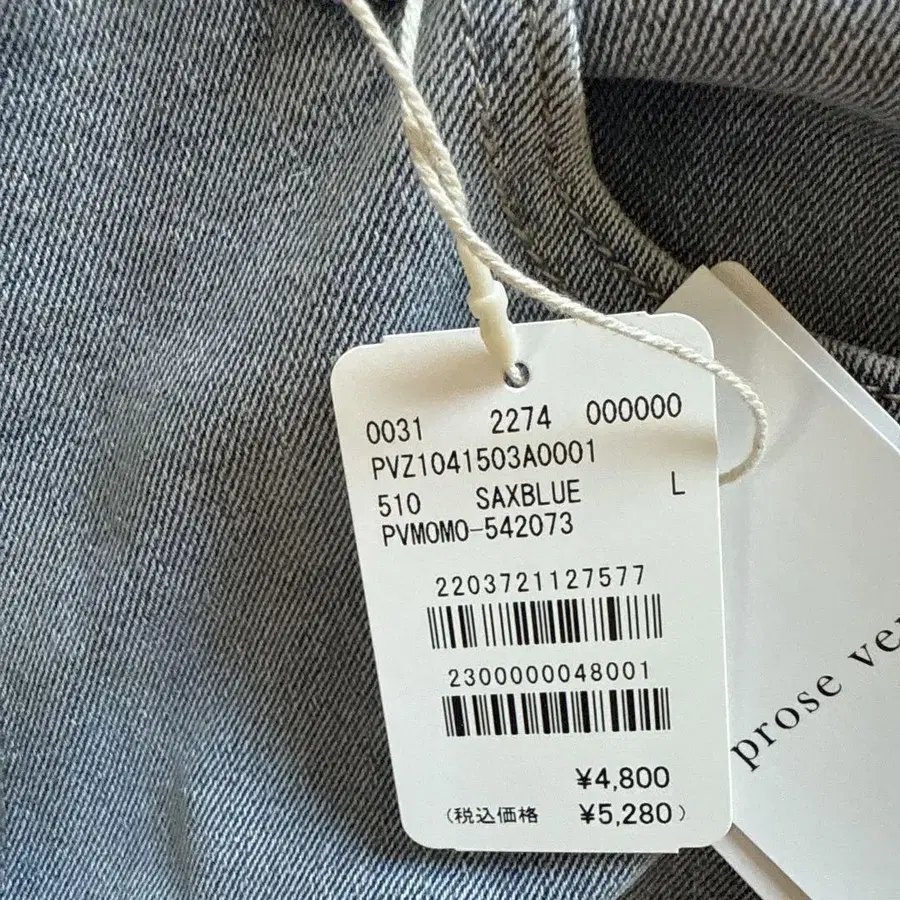 0031 2274 000000
PVZ1041503A0001
510 SAXBLUE L
PVMOMO-542073
2203721127577
2300000048001
¥4,800
(税込価格 ¥5,280)
prose